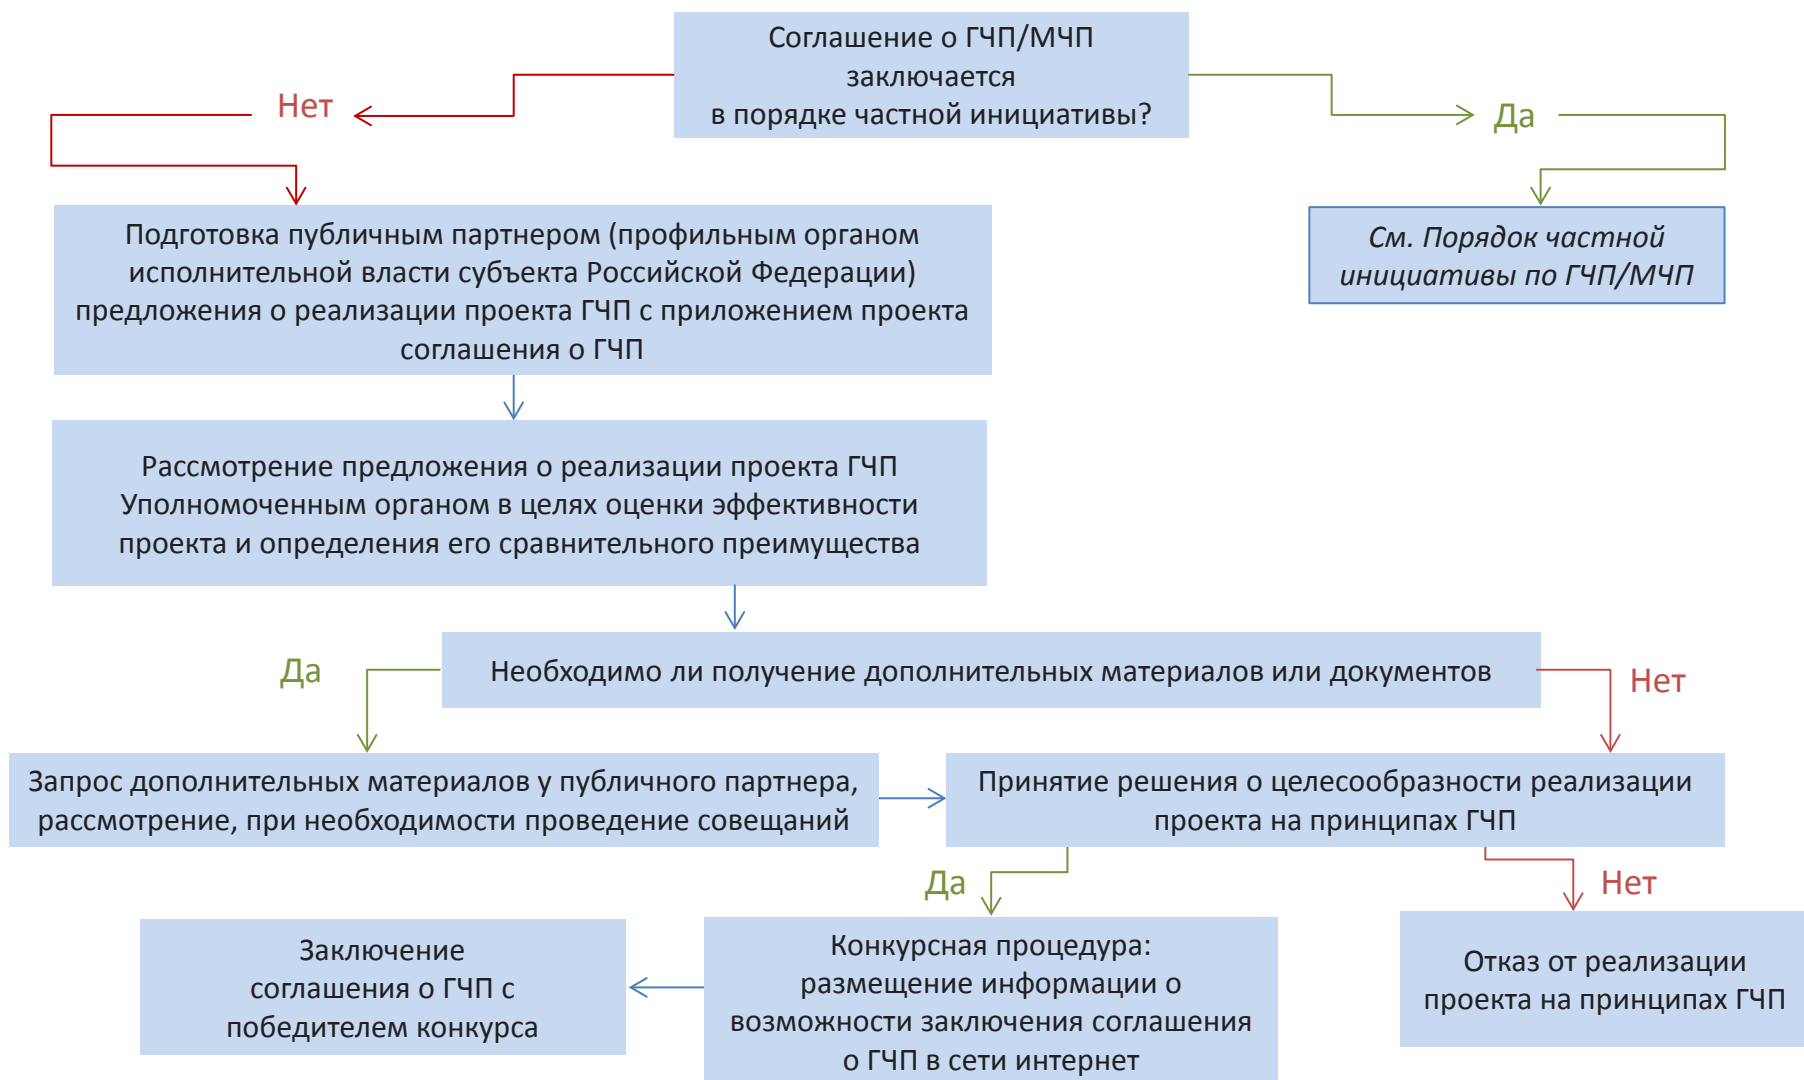 Соглашение о ГЧП/МЧП
заключается
в порядке частной инициативы?
Нет
Да
Подготовка публичным партнером (профильным органом
исполнительной власти субъекта Российской Федерации)
предложения о реализации проекта ГЧП с приложением проекта
соглашения о ГЧП
См. Порядок частной
инициативы по ГЧП/МЧП
Рассмотрение предложения о реализации проекта ГЧП
Уполномоченным органом в целях оценки эффективности
проекта и определения его сравнительного преимущества
Необходимо ли получение дополнительных материалов или документов
Да
Нет
Запрос дополнительных материалов у публичного партнера,
рассмотрение, при необходимости проведение совещаний
Принятие решения о целесообразности реализации
проекта на принципах ГЧП
Да
Нет
Заключение
соглашения о ГЧП с
победителем конкурса
Конкурсная процедура:
размещение информации о
возможности заключения соглашения
о ГЧП в сети интернет
Отказ от реализации
проекта на принципах ГЧП